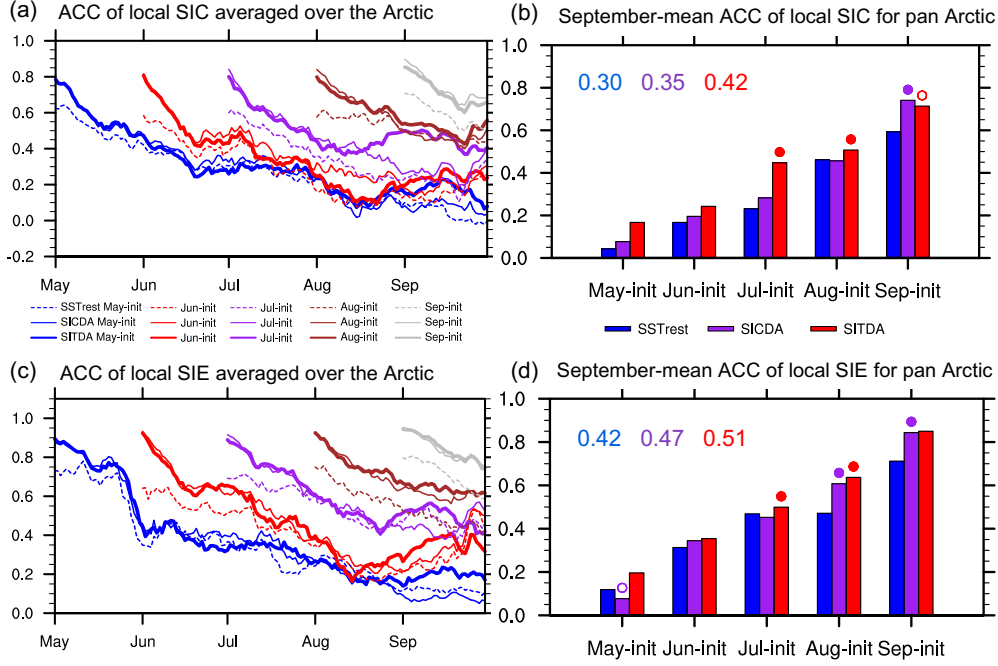 (a) ACC of local SIC averaged over the Arctic
1.0
0.8
0.6
0.4
0.2
0.0
-0.2
May Jun Jul Aug Sep
SSTrest May-init Jun-init Jul-init Aug-init Sep-init
SICDA May-init Jun-init Jul-init Aug-init Sep-init
SITDA May-init Jun-init Jul-init Aug-init Sep-init
(b) September-mean ACC of local SIC for pan Arctic
1.0
0.8
0.6
0.4
0.2
0.0
0.30 0.35 0.42
May-init Jun-init Jul-init Aug-init Sep-init
SSTrest SICDA SITDA
(c) ACC of local SIE averaged over the Arctic
1.0
0.8
0.6
0.4
0.2
0.0
May Jun Jul Aug Sep
(d) September-mean ACC of local SIE for pan Arctic
1.0
0.8
0.6
0.4
0.2
0.0
0.42 0.47 0.51
May-init Jun-init Jul-init Aug-init Sep-init